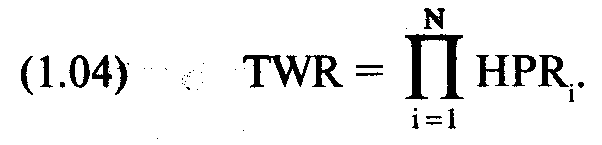 (1.04) TWR = ∏_{i=1}^{N} HPR_i.